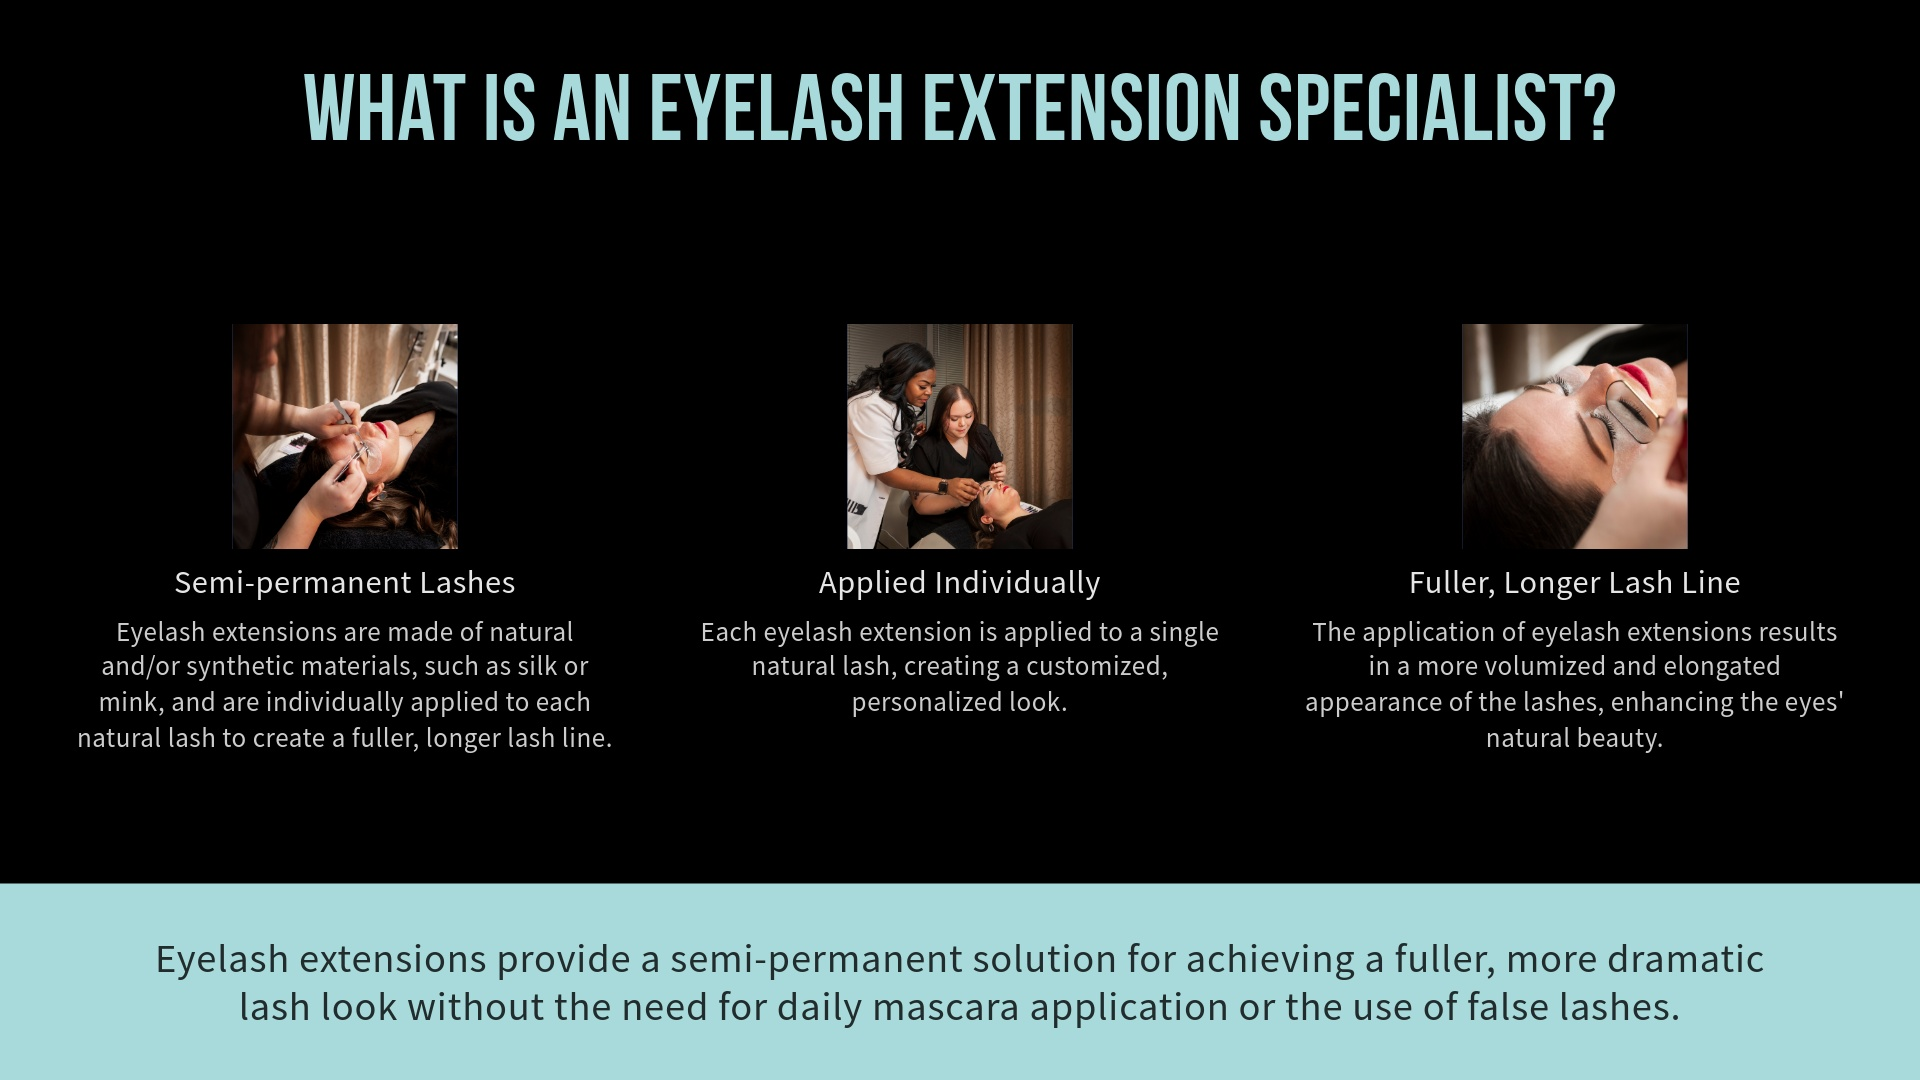 WHAT IS AN EYELASH EXTENSION SPECIALIST?
Semi-permanent Lashes
Eyelash extensions are made of natural
and/or synthetic materials, such as silk or
mink, and are individually applied to each
natural lash to create a fuller, longer lash line.
Applied Individually
Each eyelash extension is applied to a single
natural lash, creating a customized,
personalized look.
Fuller, Longer Lash Line
The application of eyelash extensions results
in a more volumized and elongated
appearance of the lashes, enhancing the eyes'
natural beauty.
Eyelash extensions provide a semi-permanent solution for achieving a fuller, more dramatic
lash look without the need for daily mascara application or the use of false lashes.